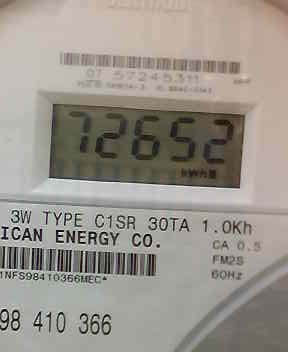 07 57245311
72652
kWh
3W TYPE C1SR 30TA 1.0Kh
ICAN ENERGY CO.
CA 0.5
FM2S
60Hz
1NFS98410366MEC*
98 410 366